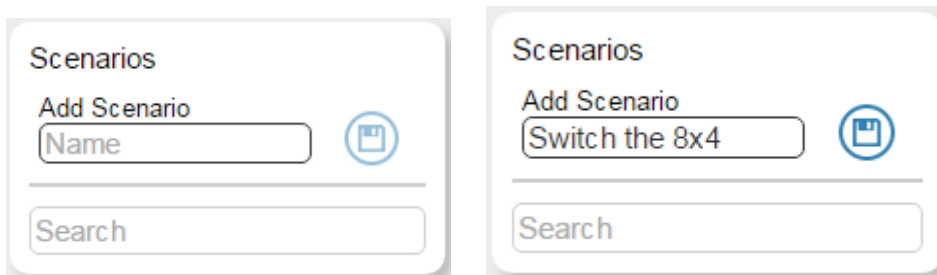 Scenarios
Add Scenario
Name
Search
Scenarios
Add Scenario
Switch the 8x4
Search